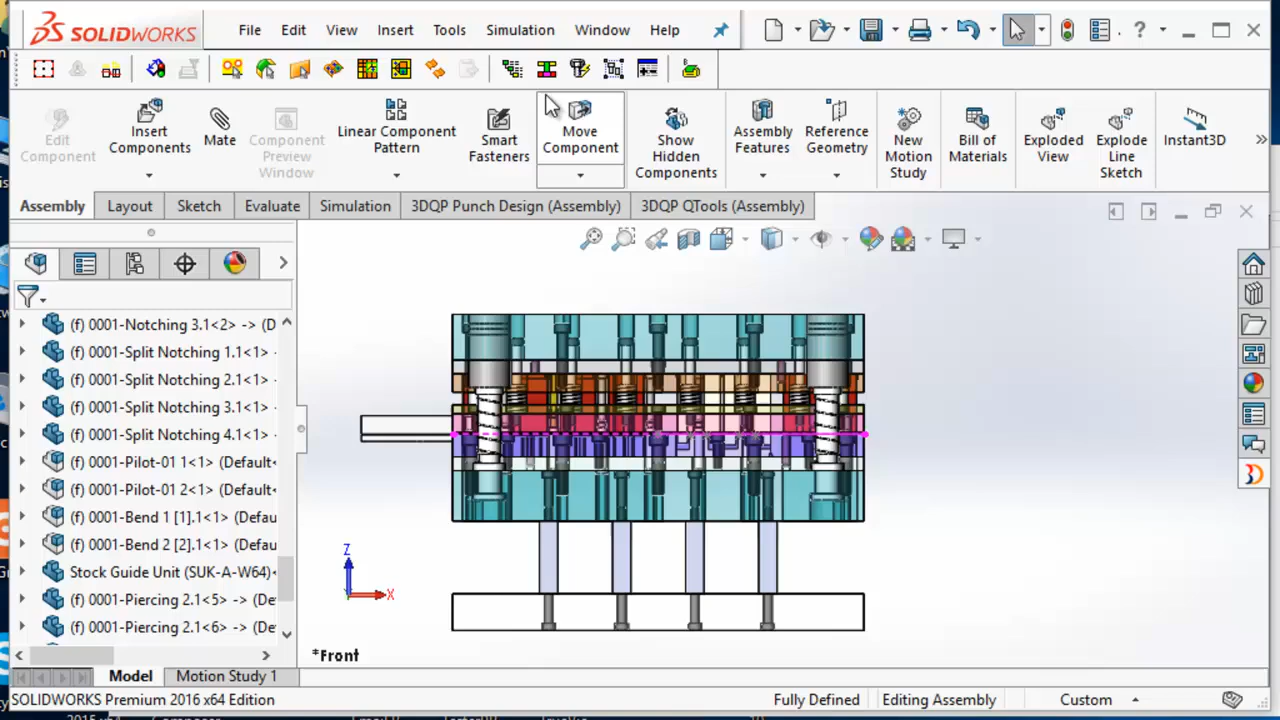 SOLIDWORKS
File Edit View Insert Tools Simulation Window Help
Edit Component
Insert Components
Mate
Component Preview Window
Linear Component Pattern
Smart Fasteners
Move Component
Show Hidden Components
Assembly Features
Reference Geometry
New Motion Study
Bill of Materials
Exploded View
Explode Line Sketch
Instant3D
Assembly Layout Sketch Evaluate Simulation 3DQP Punch Design (Assembly) 3DQP QTools (Assembly)
(f) 0001-Notching 3.1<2> -> (D
(f) 0001-Split Notching 1.1<1>
(f) 0001-Split Notching 2.1<1>
(f) 0001-Split Notching 3.1<1>
(f) 0001-Split Notching 4.1<1>
(f) 0001-Pilot-01 1<1> (Default<
(f) 0001-Pilot-01 2<1> (Default<
(f) 0001-Bend 1 [1].1<1> (Defau
(f) 0001-Bend 2 [2].1<1> (Defau
Stock Guide Unit (SUK-A-W64)<
(f) 0001-Piercing 2.1<5> -> (De
(f) 0001-Piercing 2.1<6> -> (De
Z
X
*Front
Model Motion Study 1
SOLIDWORKS Premium 2016 x64 Edition Fully Defined Editing Assembly Custom